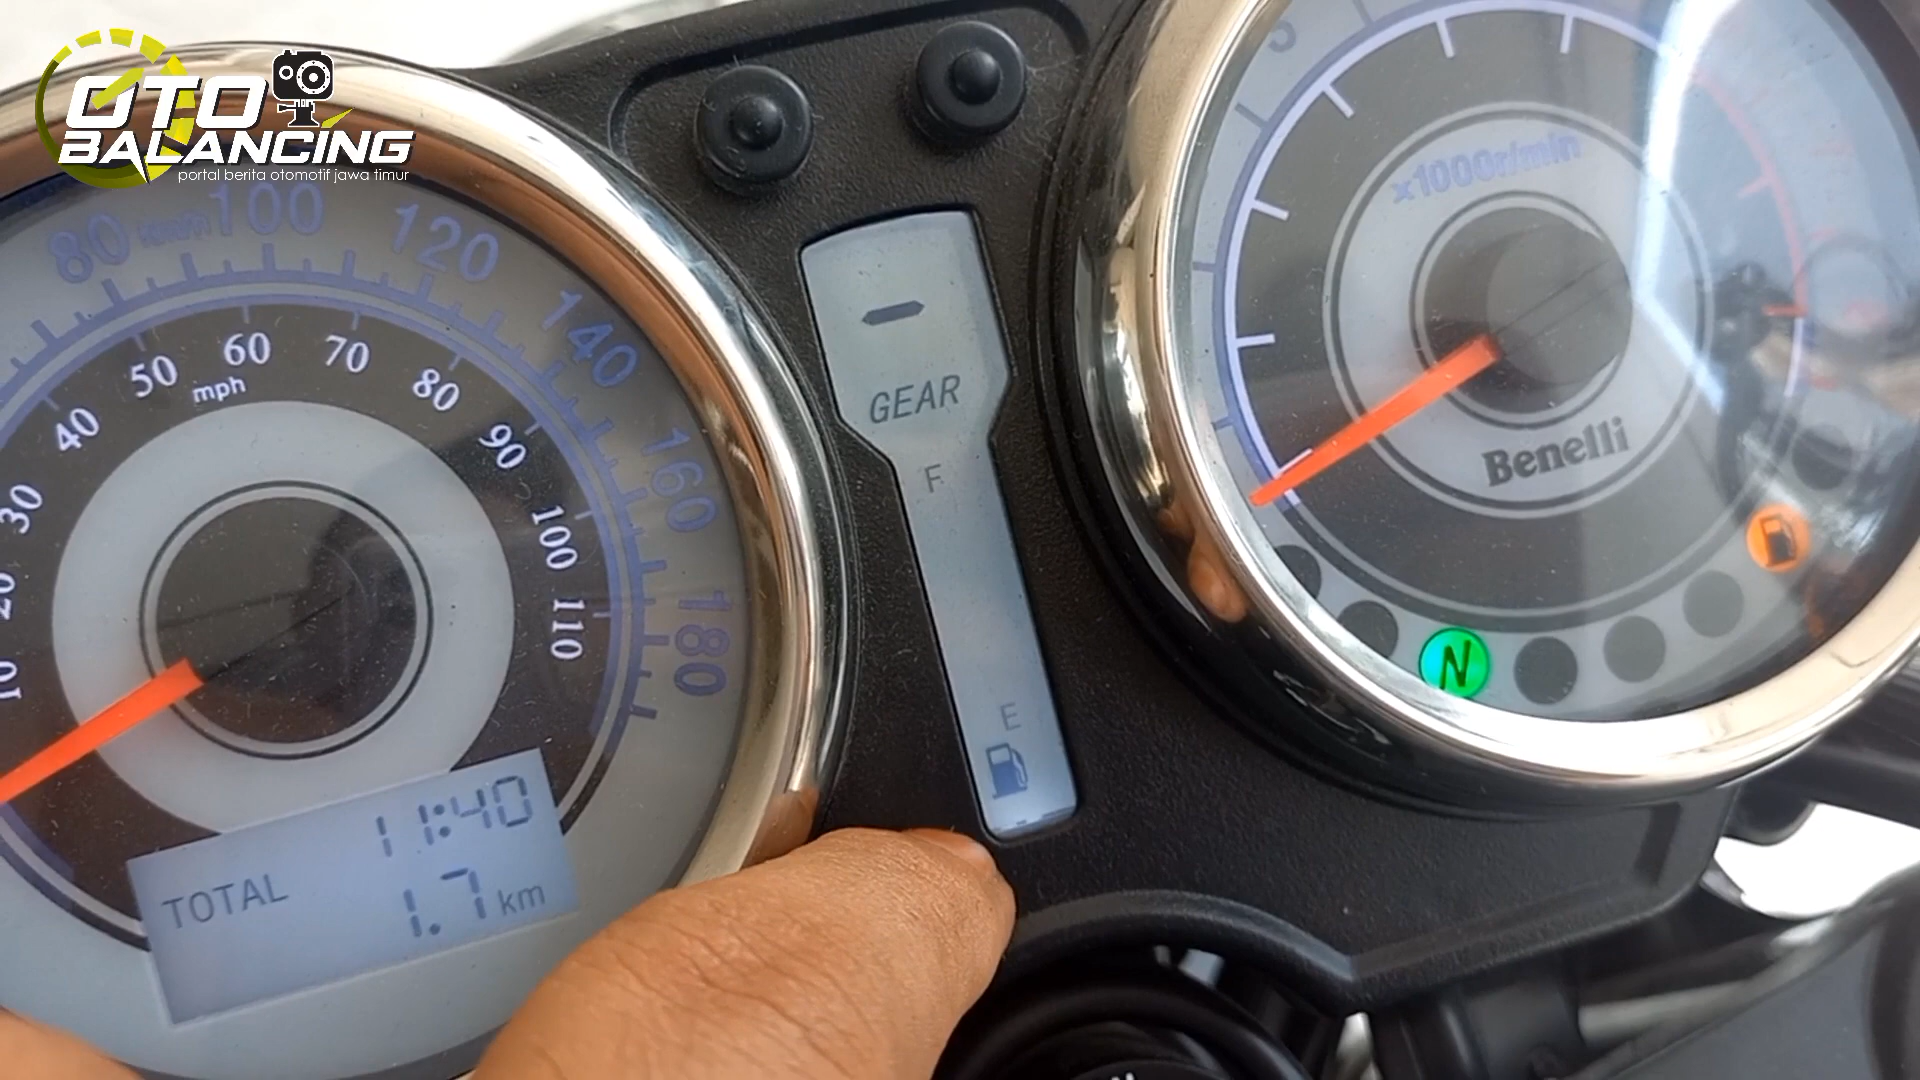 OTO
BALANCING
portal berita otomotif jawa timur
80 km/h 100 120 140 160 180
10 20 30 40 50 60 70 80 90 100 110
mph
11:40
TOTAL 1.7 km
-
GEAR
F
E
x1000r/min
Benelli
N